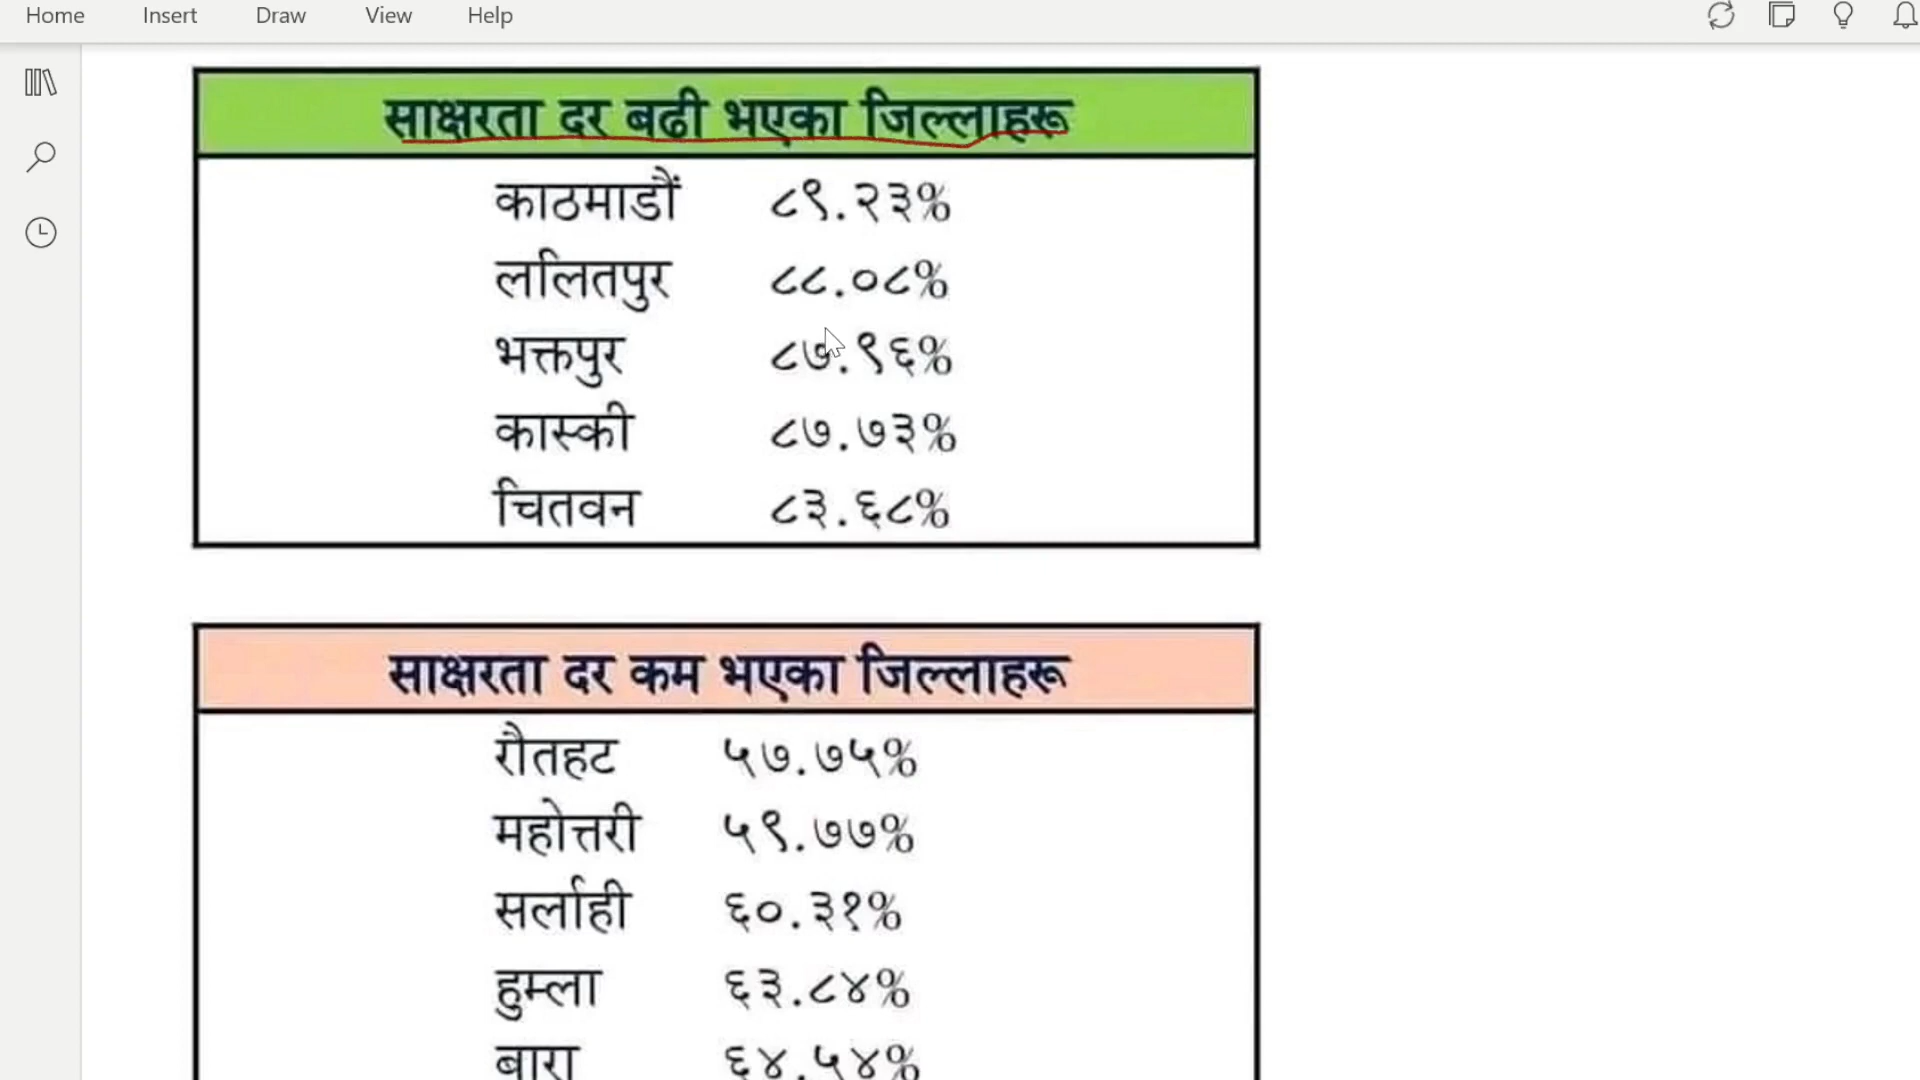 Home Insert Draw View Help
साक्षरता दर बढी भएका जिल्लाहरू
काठमाडौं ८९.२३%
ललितपुर ८८.०८%
भक्तपुर ८७.९६%
कास्की ८७.७३%
चितवन ८३.६८%
साक्षरता दर कम भएका जिल्लाहरू
रौतहट ५७.७५%
महोत्तरी ५९.७७%
सर्लाही ६०.३१%
हुम्ला ६३.८४%
बारा ६४.५४%